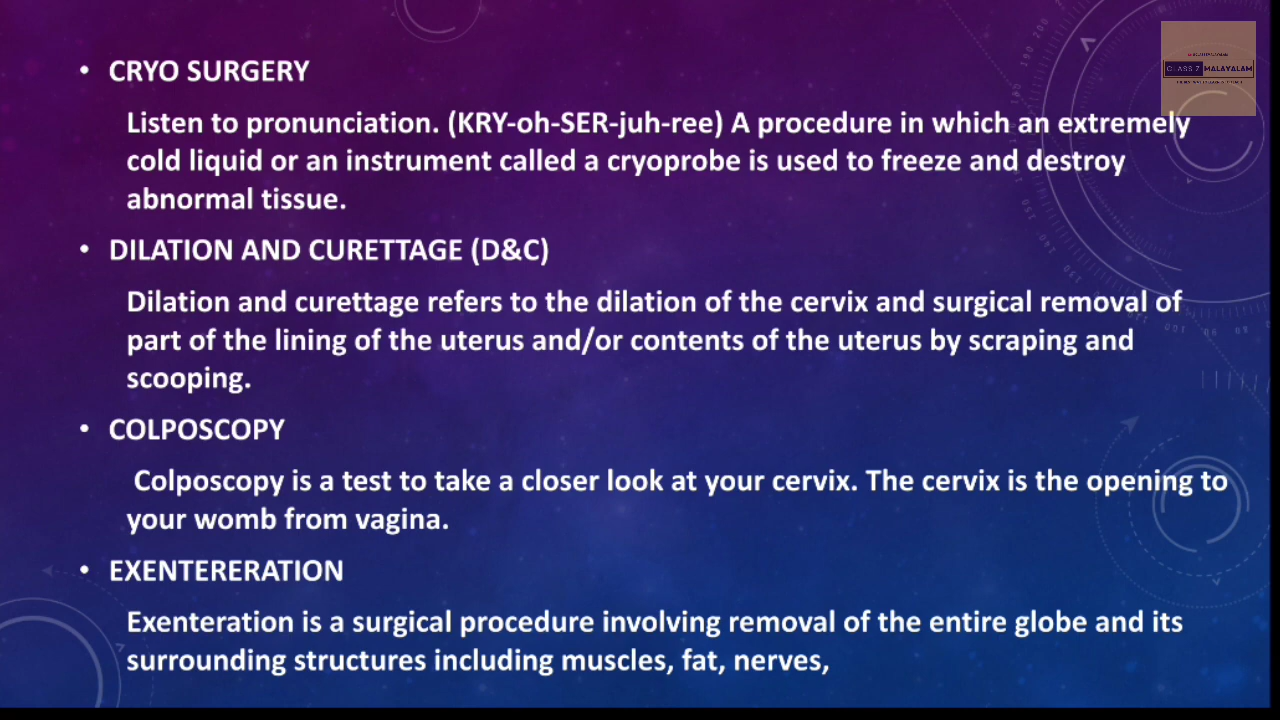 • CRYO SURGERY
Listen to pronunciation. (KRY-oh-SER-juh-ree) A procedure in which an extremely
cold liquid or an instrument called a cryoprobe is used to freeze and destroy
abnormal tissue.
• DILATION AND CURETTAGE (D&C)
Dilation and curettage refers to the dilation of the cervix and surgical removal of
part of the lining of the uterus and/or contents of the uterus by scraping and
scooping.
• COLPOSCOPY
Colposcopy is a test to take a closer look at your cervix. The cervix is the opening to
your womb from vagina.
• EXENTERERATION
Exenteration is a surgical procedure involving removal of the entire globe and its
surrounding structures including muscles, fat, nerves,
CLASS 7 MALAYALAM